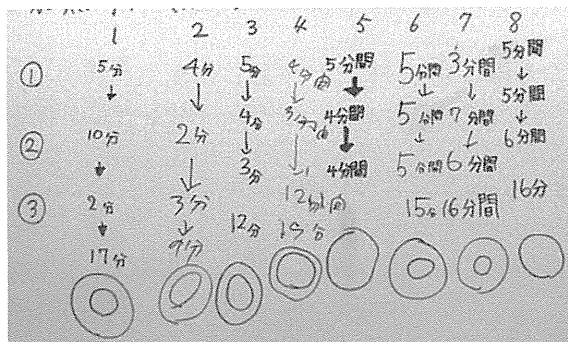 1 2 3 4 5 6 7 8
① 5分 4分 5分 5分間 5分間 3分間 5分間
4分 4分間 5分間
② 10分 2分 5分間 7分間 6分間
3分 4分間 5分間 6分間
③ 2分 3分 12分 15分 16分間 16分
17分 9分